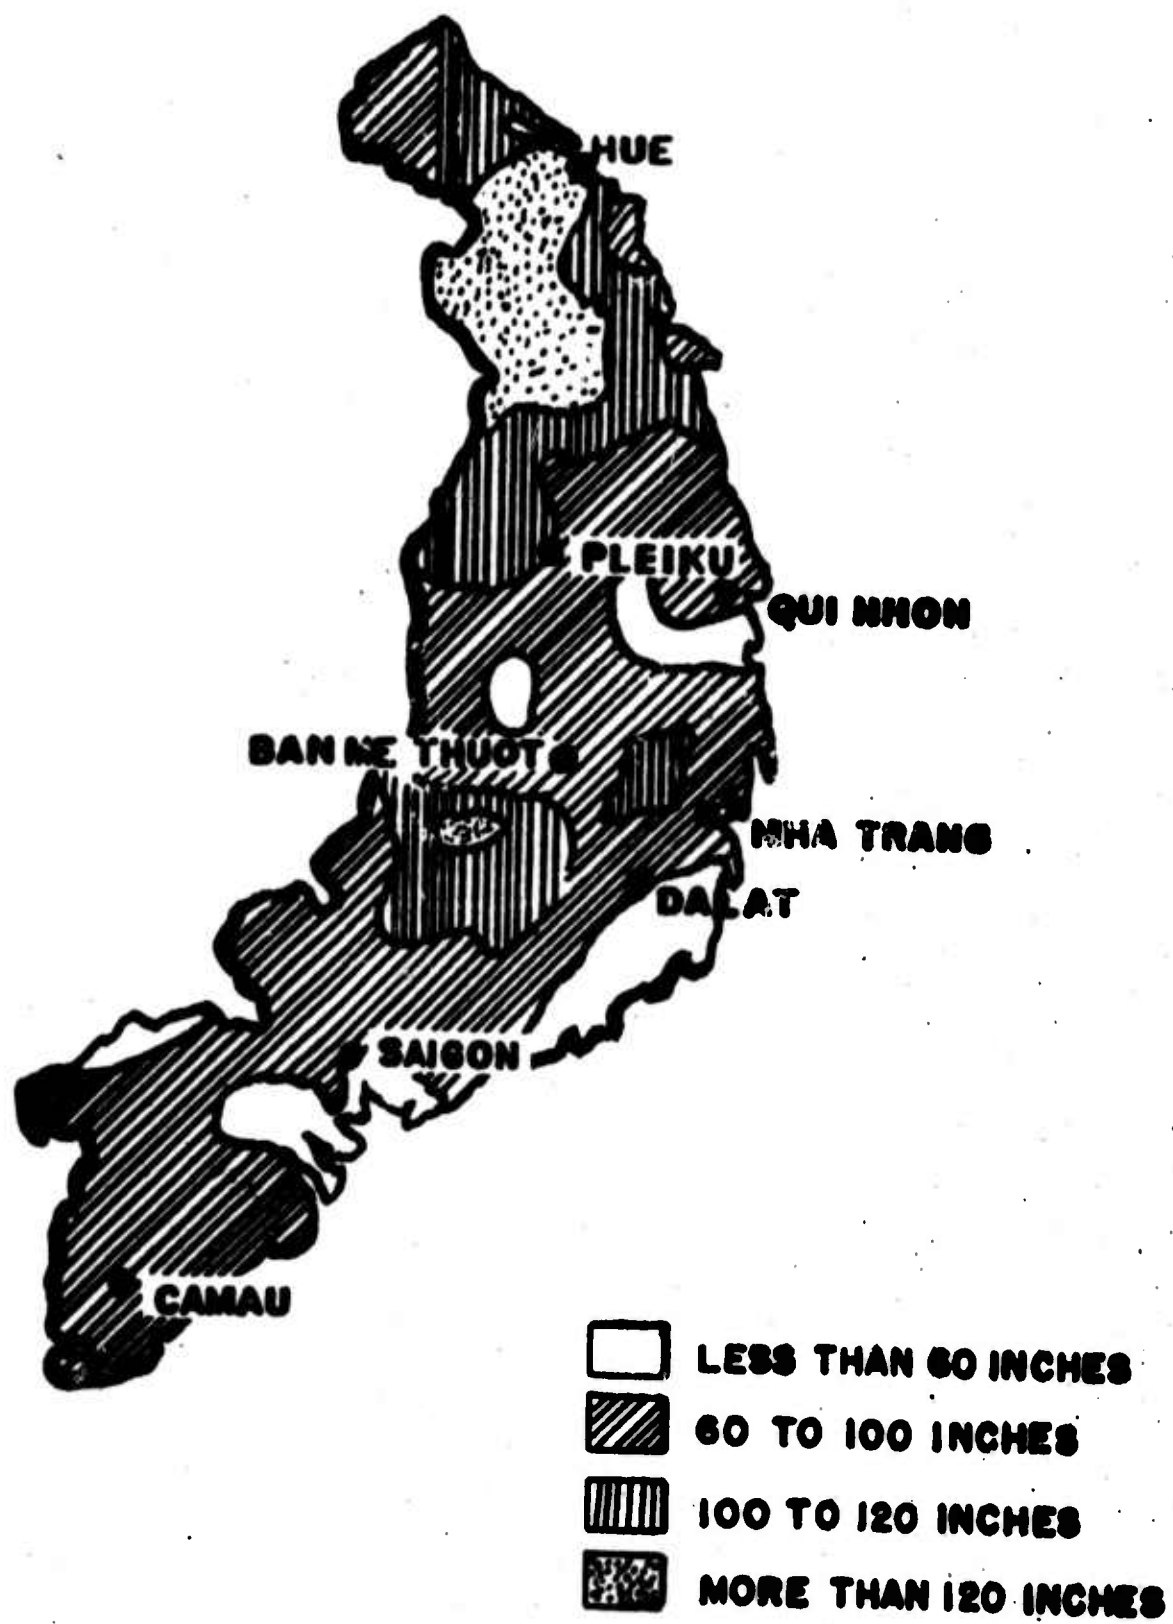 HUE
PLEIKU
QUI NHON
BAN ME THUOT
NHA TRANG
DALAT
SAIGON
CAMAU
LESS THAN 60 INCHES
60 TO 100 INCHES
100 TO 120 INCHES
MORE THAN 120 INCHES